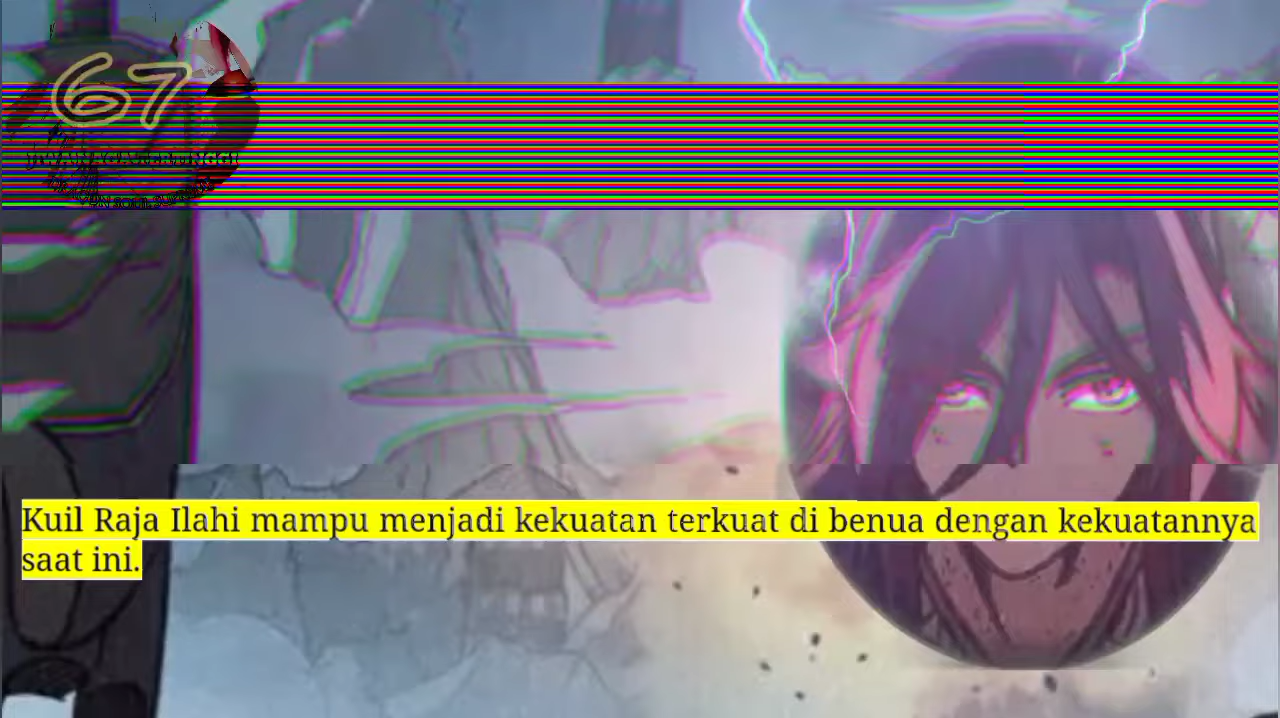 67
Kuil Raja Ilahi mampu menjadi kekuatan terkuat di benua dengan kekuatannya
saat ini.